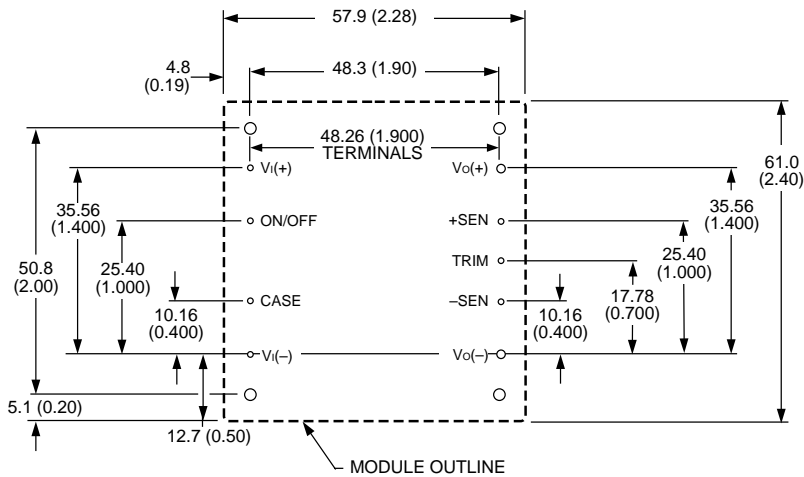 57.9 (2.28)
4.8
(0.19)
48.3 (1.90)
48.26 (1.900)
TERMINALS
VI(+)
VO(+)
61.0
(2.40)
35.56
(1.400)
35.56
(1.400)
ON/OFF
+SEN
25.40
(1.000)
25.40
(1.000)
TRIM
50.8
(2.00)
17.78
(0.700)
CASE
–SEN
10.16
(0.400)
10.16
(0.400)
VI(–)
VO(–)
5.1 (0.20)
12.7 (0.50)
MODULE OUTLINE